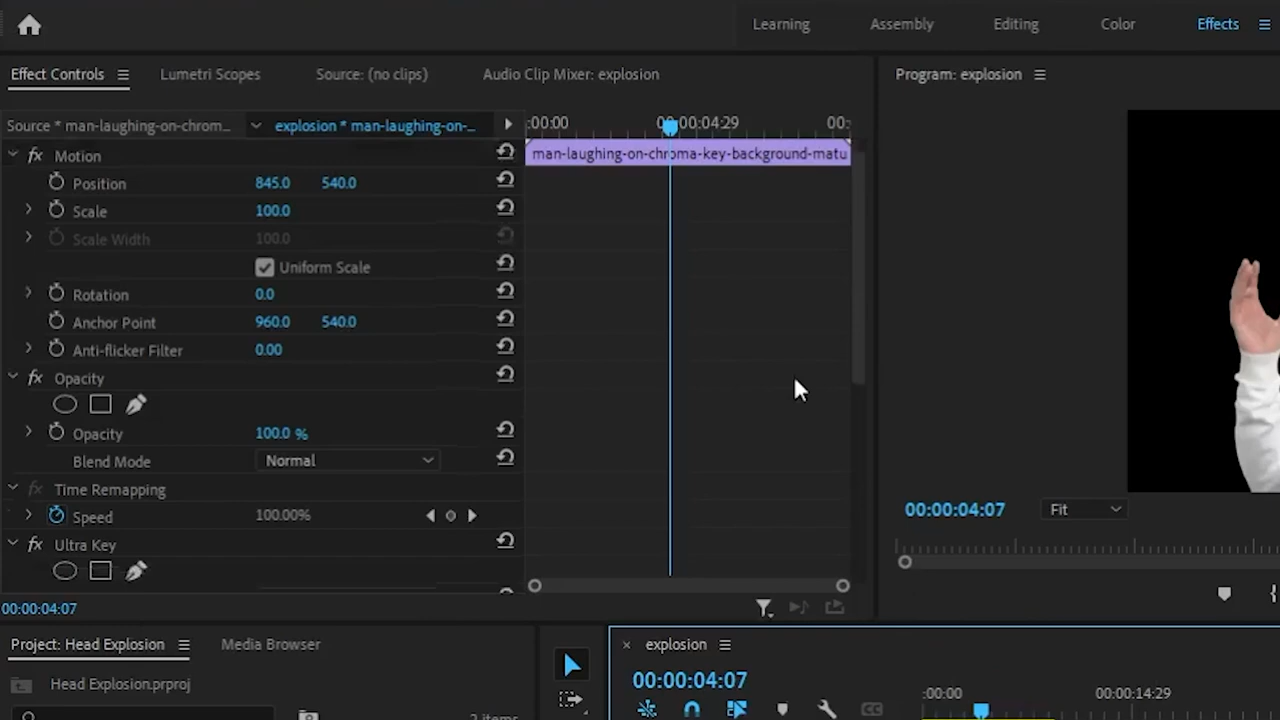 Learning Assembly Editing Color Effects
Effect Controls Lumetri Scopes Source: (no clips) Audio Clip Mixer: explosion
Program: explosion
Source * man-laughing-on-chrom... explosion * man-laughing-on-...
:00:00 00:00:04:29 00:
fx Motion
man-laughing-on-chroma-key-background-matu
Position 845.0 540.0
Scale 100.0
Scale Width 100.0
Uniform Scale
Rotation 0.0
Anchor Point 960.0 540.0
Anti-flicker Filter 0.00
fx Opacity
Opacity 100.0 %
Blend Mode Normal
fx Time Remapping
Speed 100.00%
fx Ultra Key
00:00:04:07
00:00:04:07 Fit
Project: Head Explosion Media Browser
Head Explosion.prproj
explosion
00:00:04:07
:00:00 00:00:14:29
CC